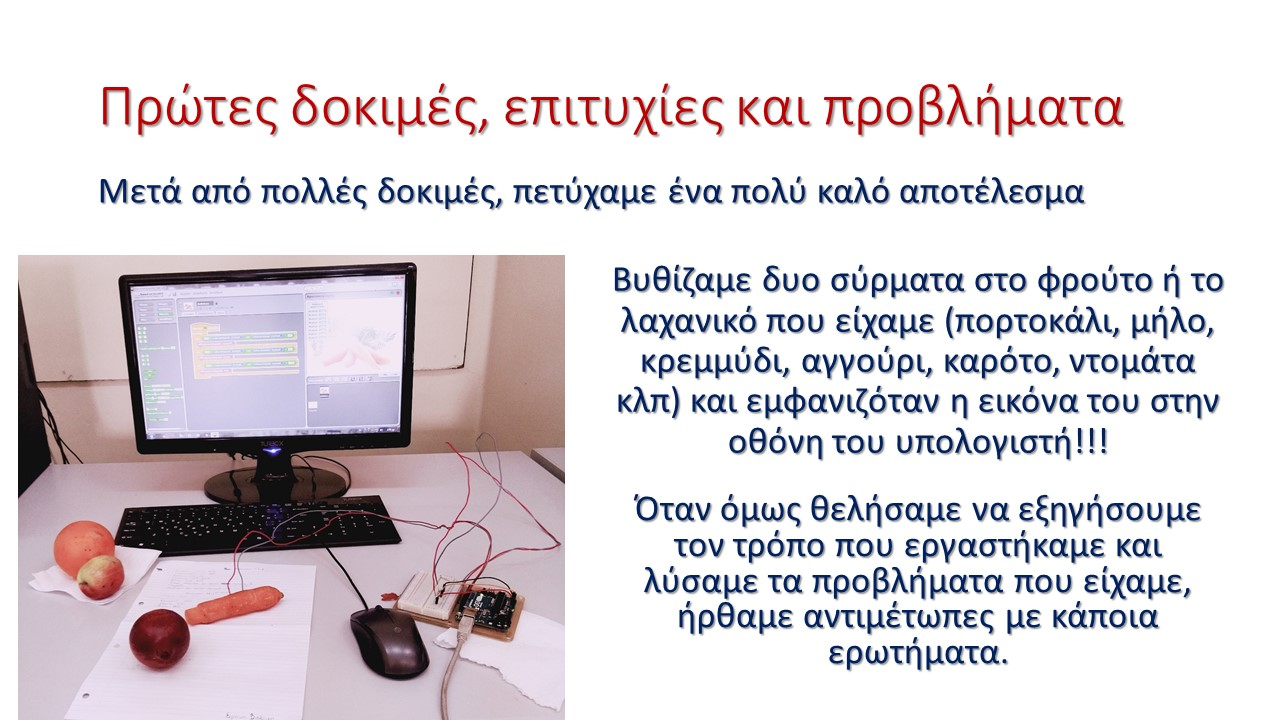 Πρώτες δοκιμές, επιτυχίες και προβλήματα
Μετά από πολλές δοκιμές, πετύχαμε ένα πολύ καλό αποτέλεσμα
Βυθίζαμε δυο σύρματα στο φρούτο ή το
λαχανικό που είχαμε (πορτοκάλι, μήλο,
κρεμμύδι, αγγούρι, καρότο, ντομάτα
κλπ) και εμφανιζόταν η εικόνα του στην
οθόνη του υπολογιστή!!!
Όταν όμως θελήσαμε να εξηγήσουμε
τον τρόπο που εργαστήκαμε και
λύσαμε τα προβλήματα που είχαμε,
ήρθαμε αντιμέτωπες με κάποια
ερωτήματα.